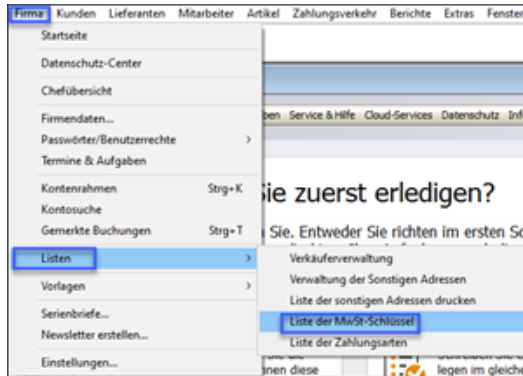 Firma Kunden Lieferanten Mitarbeiter Artikel Zahlungsverkehr Berichte Extras Fenster
Startseite
Datenschutz-Center
Chefübersicht
Firmendaten...
ben Service & Hilfe Cloud-Services Datenschutz Inf
Passwörter/Benutzerrechte >
Termine & Aufgaben
Kontenrahmen Strg+K
Kontosuche
ie zuerst erledigen?
Gemerkte Buchungen Strg+T
Sie. Entweder Sie richten im ersten Sc
Listen >
Verkäuferverwaltung
Verwaltung der Sonstigen Adressen
Vorlagen >
Liste der sonstigen Adressen drucken
Serienbriefe...
Liste der MwSt-Schlüssel
Newsletter erstellen...
Liste der Zahlungsarten
Einstellungen...
nnen diese
legen im gleiche